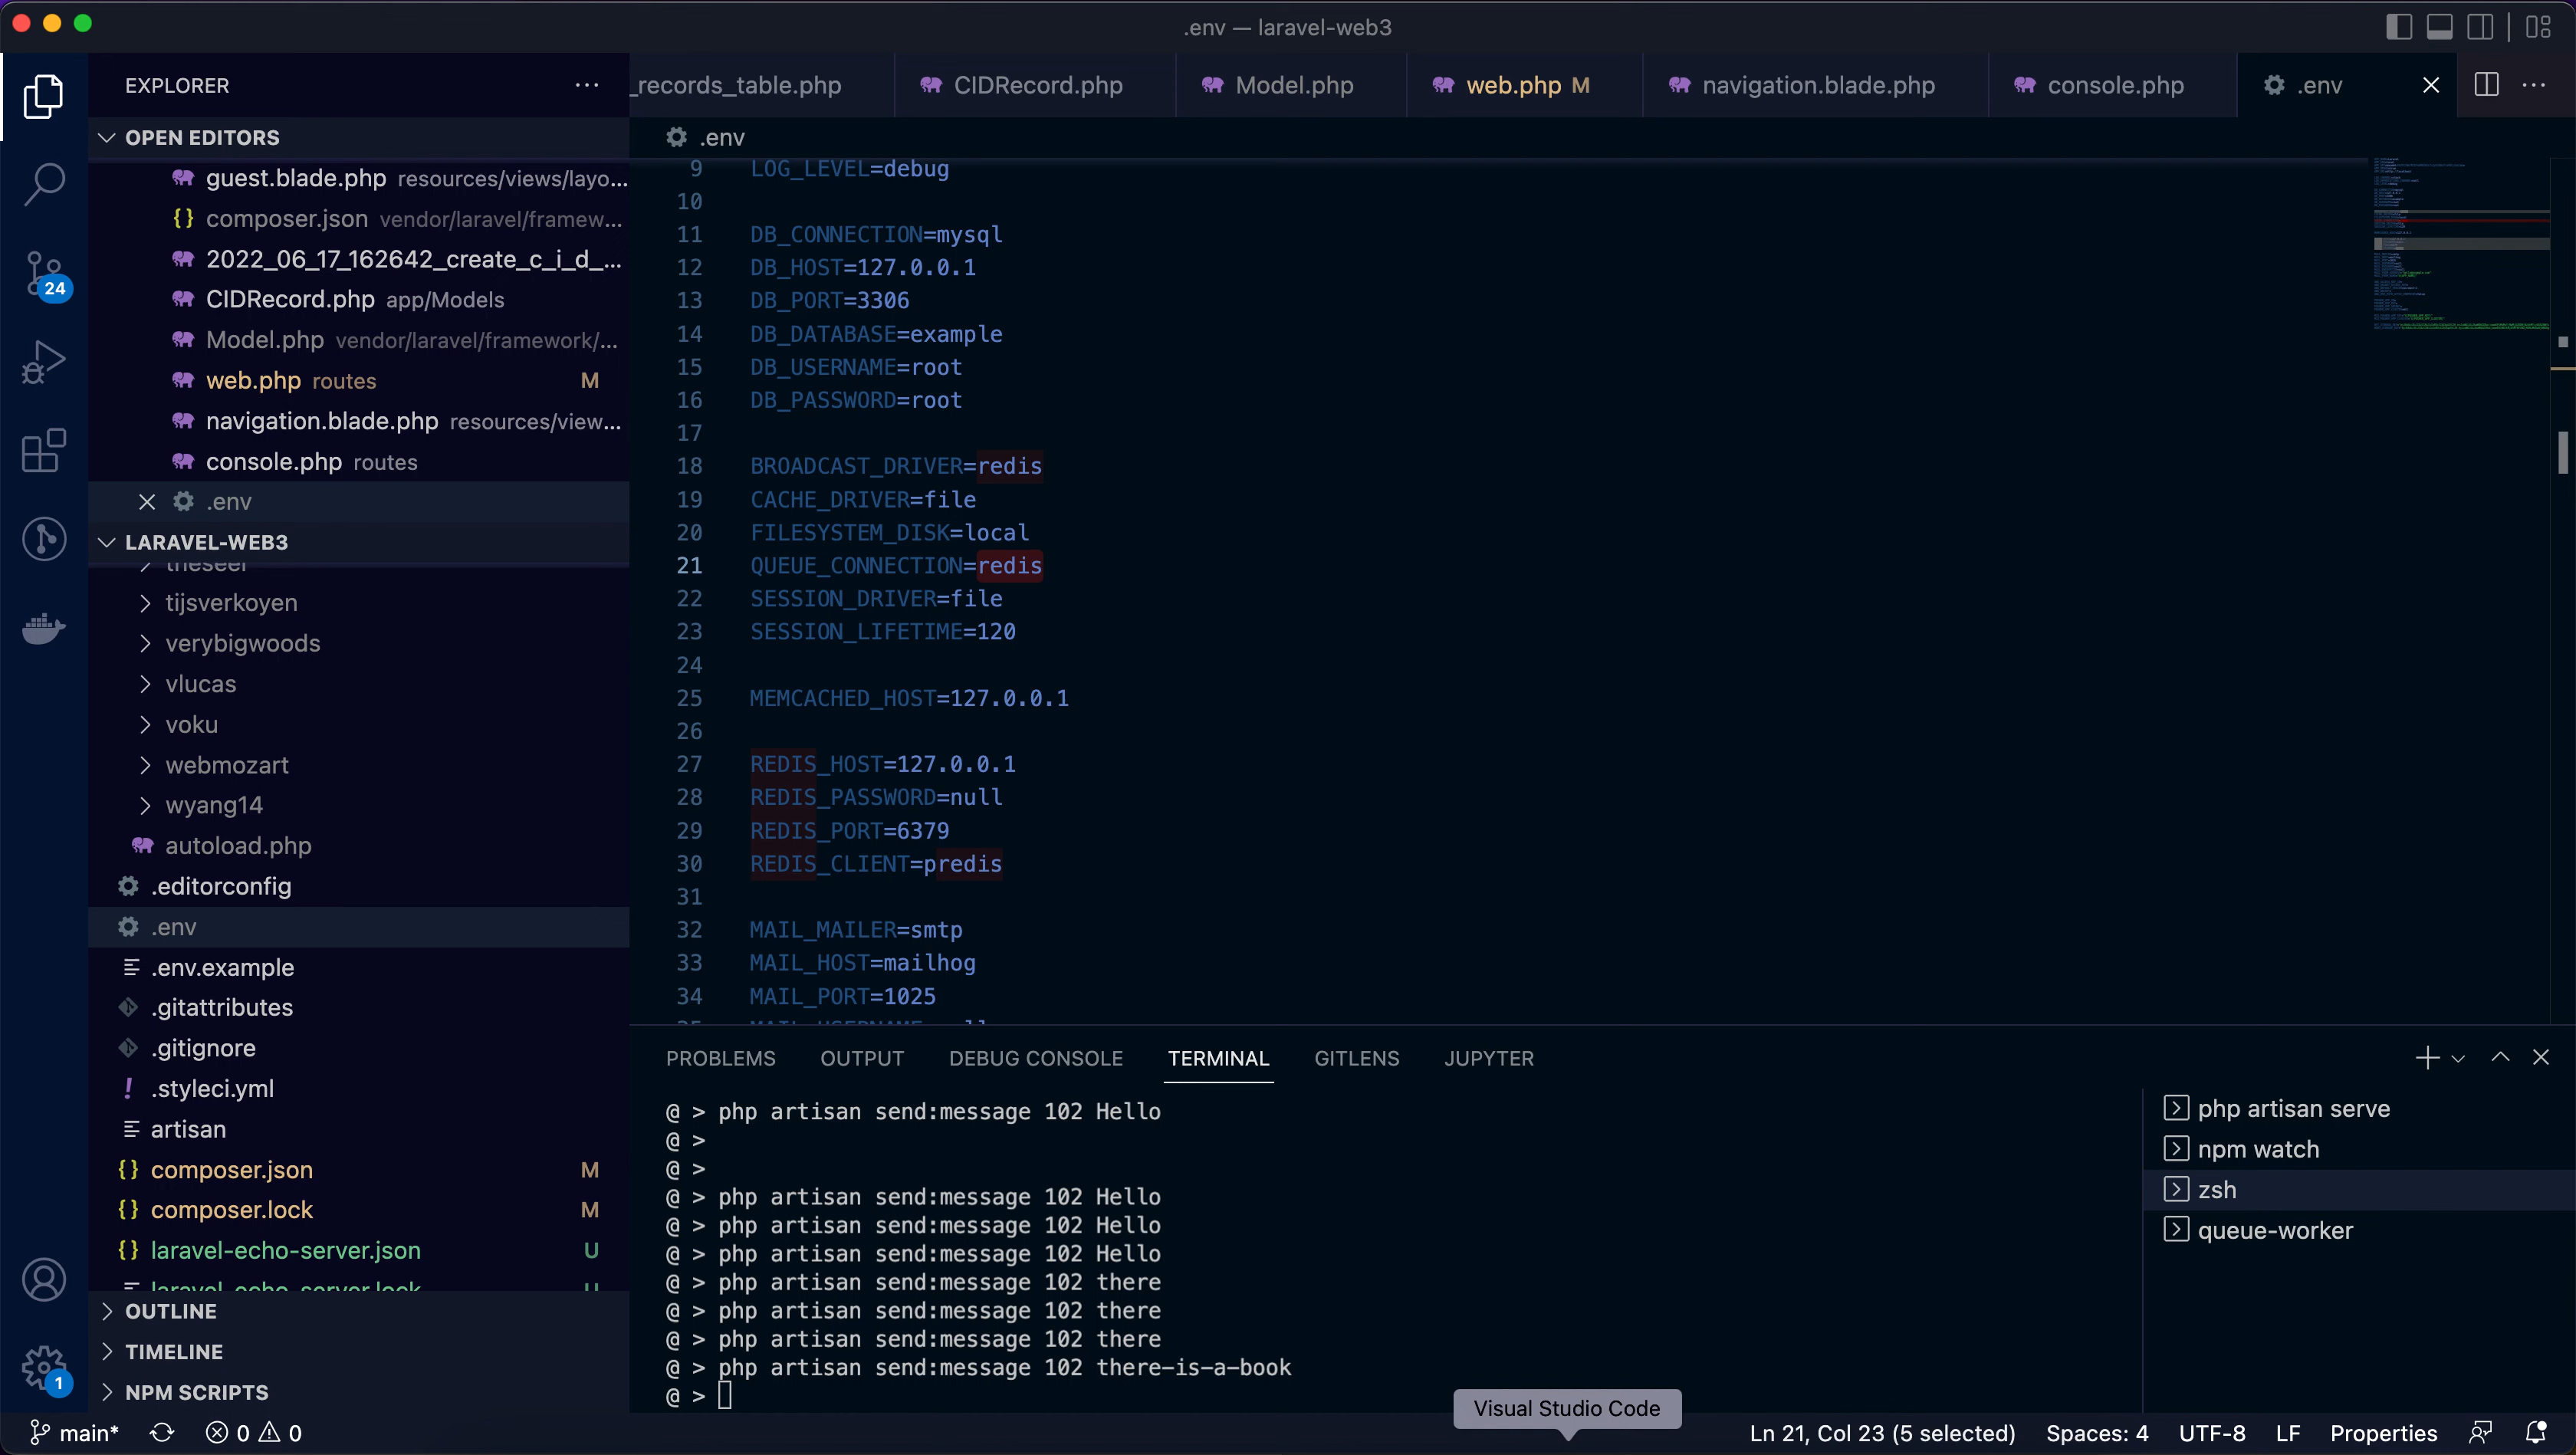 .env — laravel-web3
EXPLORER
_records_table.php
CIDRecord.php
Model.php
web.php M
navigation.blade.php
console.php
.env
OPEN EDITORS
guest.blade.php resources/views/layo...
composer.json vendor/laravel/framew...
2022_06_17_162642_create_c_i_d_...
CIDRecord.php app/Models
Model.php vendor/laravel/framework/...
web.php routes M
navigation.blade.php resources/view...
console.php routes
.env
LARAVEL-WEB3
theseer
tijsverkoyen
verybigwoods
vlucas
voku
webmozart
wyang14
autoload.php
.editorconfig
.env
.env.example
.gitattributes
.gitignore
.styleci.yml
artisan
composer.json M
composer.lock M
laravel-echo-server.json U
laravel-echo-server.lock U
OUTLINE
TIMELINE
NPM SCRIPTS
24
1
.env
9 LOG_LEVEL=debug
10
11 DB_CONNECTION=mysql
12 DB_HOST=127.0.0.1
13 DB_PORT=3306
14 DB_DATABASE=example
15 DB_USERNAME=root
16 DB_PASSWORD=root
17
18 BROADCAST_DRIVER=redis
19 CACHE_DRIVER=file
20 FILESYSTEM_DISK=local
21 QUEUE_CONNECTION=redis
22 SESSION_DRIVER=file
23 SESSION_LIFETIME=120
24
25 MEMCACHED_HOST=127.0.0.1
26
27 REDIS_HOST=127.0.0.1
28 REDIS_PASSWORD=null
29 REDIS_PORT=6379
30 REDIS_CLIENT=predis
31
32 MAIL_MAILER=smtp
33 MAIL_HOST=mailhog
34 MAIL_PORT=1025
PROBLEMS OUTPUT DEBUG CONSOLE TERMINAL GITLENS JUPYTER
@ > php artisan send:message 102 Hello
@ >
@ >
@ > php artisan send:message 102 Hello
@ > php artisan send:message 102 Hello
@ > php artisan send:message 102 Hello
@ > php artisan send:message 102 there
@ > php artisan send:message 102 there
@ > php artisan send:message 102 there
@ > php artisan send:message 102 there-is-a-book
@ >
php artisan serve
npm watch
zsh
queue-worker
Visual Studio Code
main* 0 0
Ln 21, Col 23 (5 selected) Spaces: 4 UTF-8 LF Properties